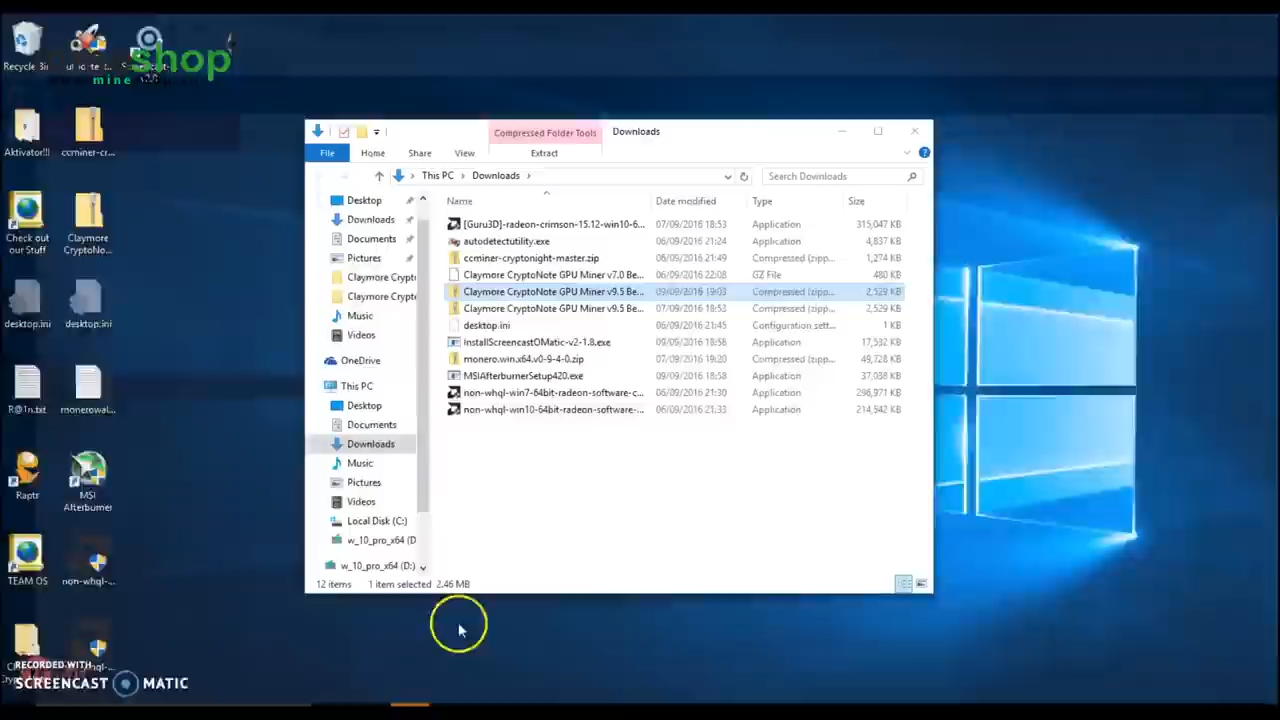 shop
mine
Recycle Bin
Aktivator!!!
ccminer-cr...
Check out
our Stuff
Claymore
CryptoNo...
desktop.ini
desktop.ini
R@1n.txt
monerowal...
Raptr
MSI
Afterburner
TEAM OS
non-whql-...
RECORDED WITH
SCREENCAST MATIC
Compressed Folder Tools
Downloads
File
Home
Share
View
Extract
This PC
Downloads
Search Downloads
Name
Date modified
Type
Size
[Guru3D]-radeon-crimson-15.12-win10-6... 07/09/2016 18:53 Application 315,047 KB
autodetectutility.exe 06/09/2016 21:24 Application 4,837 KB
ccminer-cryptonight-master.zip 06/09/2016 21:49 Compressed (zipp... 1,274 KB
Claymore CryptoNote GPU Miner v7.0 Be... 06/09/2016 22:08 GZ File 480 KB
Claymore CryptoNote GPU Miner v9.5 Be... 09/09/2016 19:03 Compressed (zipp... 2,529 KB
Claymore CryptoNote GPU Miner v9.5 Be... 07/09/2016 18:53 Compressed (zipp... 2,529 KB
desktop.ini 06/09/2016 21:45 Configuration sett... 1 KB
InstallScreencastOMatic-v2-1.8.exe 09/09/2016 18:56 Application 17,532 KB
monero.win.x64.v0-9-4-0.zip 07/09/2016 19:20 Compressed (zipp... 49,728 KB
MSIAfterburnerSetup420.exe 09/09/2016 18:58 Application 37,038 KB
non-whql-win7-64bit-radeon-software-c... 06/09/2016 21:30 Application 296,971 KB
non-whql-win10-64bit-radeon-software-... 06/09/2016 21:33 Application 214,542 KB
Desktop
Downloads
Documents
Pictures
Claymore Crypto
Claymore Crypto
Music
Videos
OneDrive
This PC
Desktop
Documents
Downloads
Music
Pictures
Videos
Local Disk (C:)
w_10_pro_x64 (D
w_10_pro_x64 (D:)
12 items 1 item selected 2.46 MB